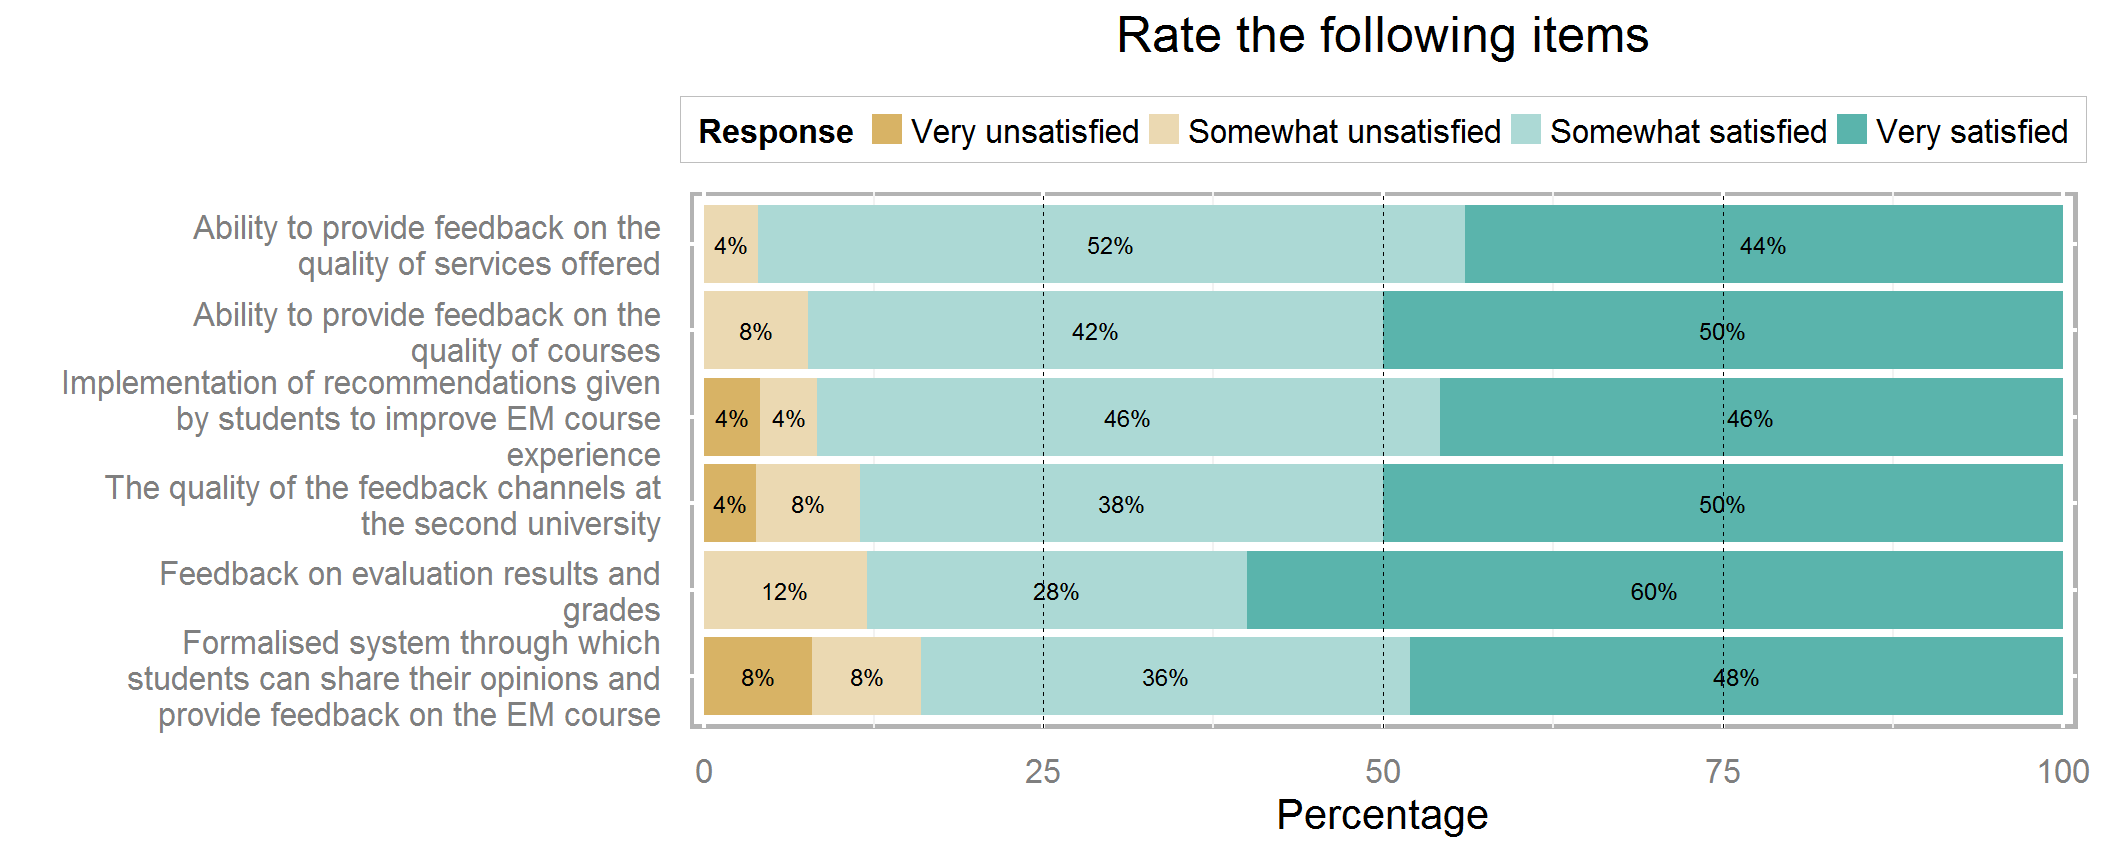 Rate the following items
Response Very unsatisfied Somewhat unsatisfied Somewhat satisfied Very satisfied
Ability to provide feedback on the
quality of services offered
4% 52% 44%
Ability to provide feedback on the
quality of courses
8% 42% 50%
Implementation of recommendations given
by students to improve EM course
experience
4% 4% 46% 46%
The quality of the feedback channels at
the second university
4% 8% 38% 50%
Feedback on evaluation results and
grades
12% 28% 60%
Formalised system through which
students can share their opinions and
provide feedback on the EM course
8% 8% 36% 48%
0 25 50 75 100
Percentage